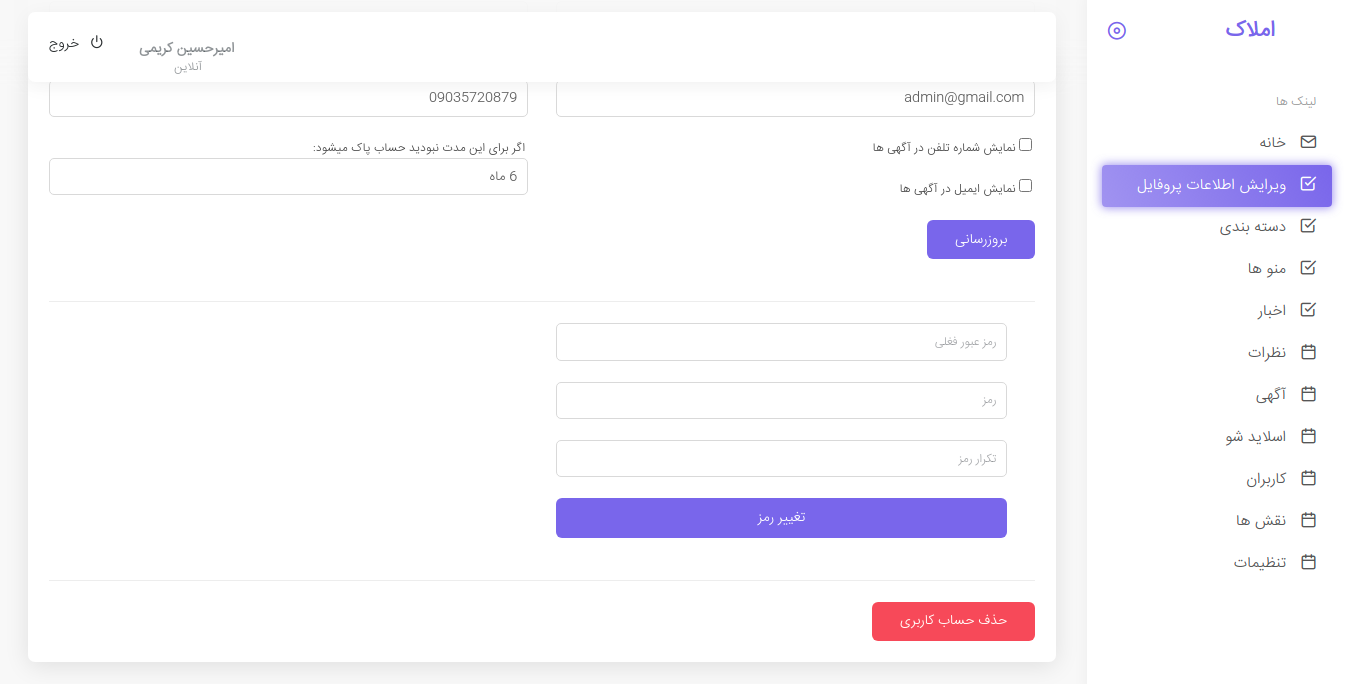 املاک
لینک ها
خانه
ویرایش اطلاعات پروفایل
دسته بندی
منو ها
اخبار
نظرات
آگهی
اسلاید شو
کاربران
نقش ها
تنظیمات
امیرحسین کریمی
آنلاین
خروج
admin@gmail.com
09035720879
نمایش شماره تلفن در آگهی ها
اگر برای این مدت نبودید حساب پاک میشود:
6 ماه
نمایش ایمیل در آگهی ها
بروزرسانی
رمز عبور فغلی
رمز
تکرار رمز
تغییر رمز
حذف حساب کاربری